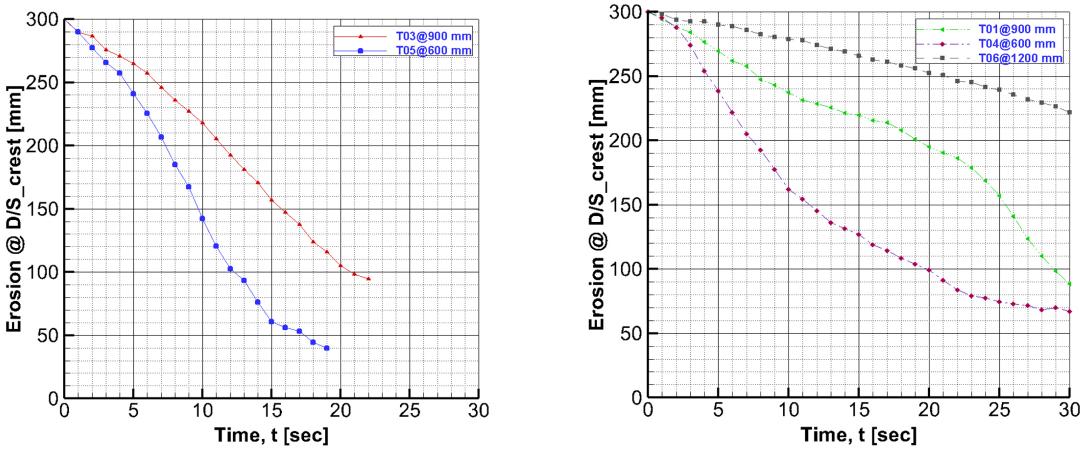 T03@900 mm
T05@600 mm
300
250
200
150
100
50
0
Erosion @ D/S_crest [mm]
0 5 10 15 20 25 30
Time, t [sec]
T01@900 mm
T04@600 mm
T06@1200 mm
300
250
200
150
100
50
0
Erosion @ D/S_crest [mm]
0 5 10 15 20 25 30
Time, t [sec]